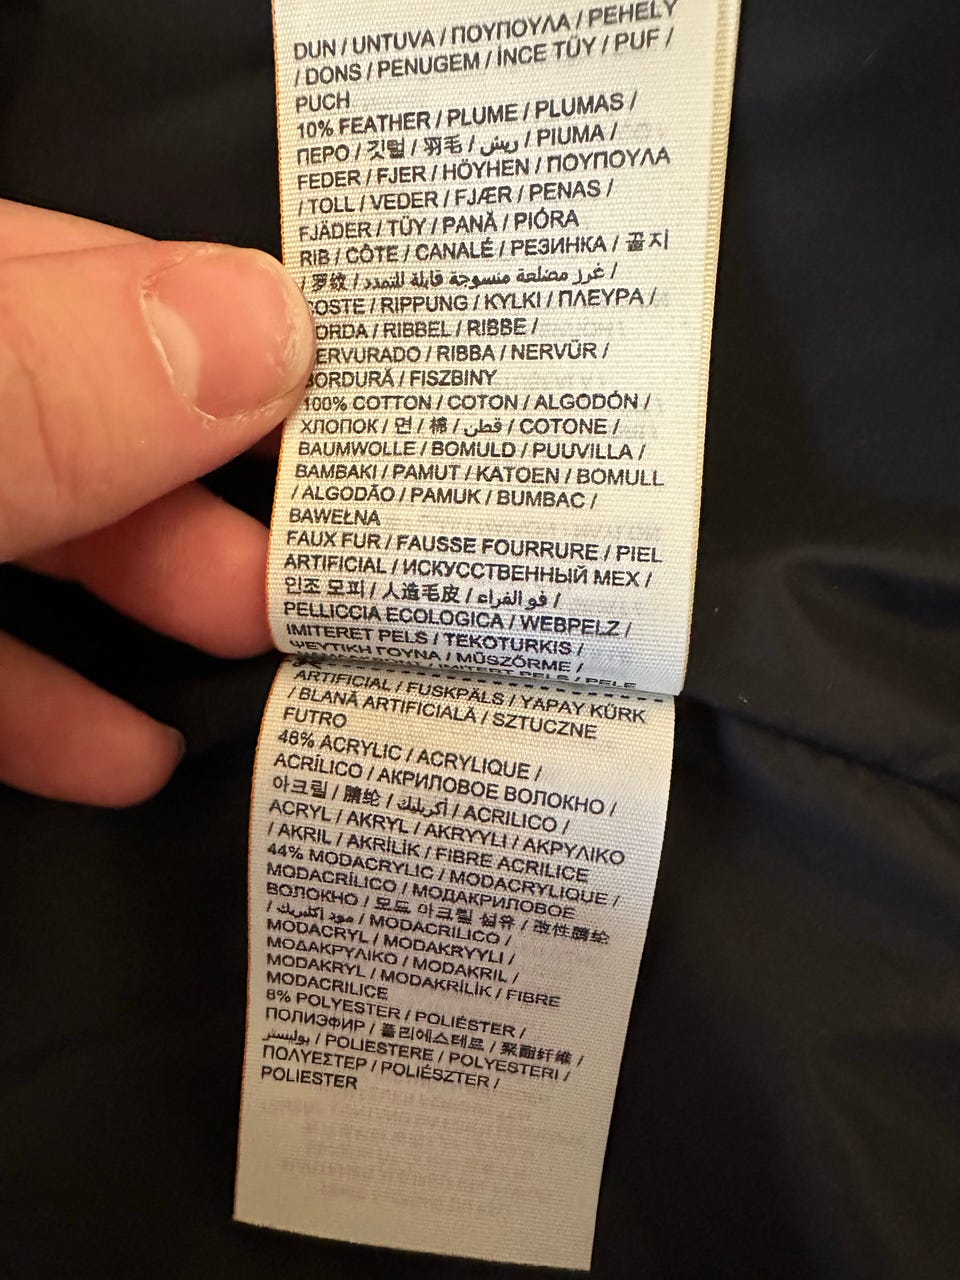 DUN / UNTUVA / ΠΟΥΠΟΥΛΑ / PEHELY
/ DONS / PENUGEM / İNCE TÜY / PUF /
PUCH
10% FEATHER / PLUME / PLUMAS /
ПЕРО / 깃털 / 羽毛 / ريش / PIUMA /
FEDER / FJER / HÖYHEN / ΠΟΥΠΟΥΛΑ
/ TOLL / VEDER / FJÆR / PENAS /
FJÄDER / TÜY / PANĂ / PIÓRA
RIB / CÔTE / CANALÉ / РЕЗИНКА / 골지
/ 罗纹 / غرز مضلعة منسوجة قابلة للتمدد /
COSTE / RIPPUNG / KYLKI / ΠΛΕΥΡΑ /
ORDA / RIBBEL / RIBBE /
ERVURADO / RIBBA / NERVÜR /
BORDURĂ / FISZBINY
100% COTTON / COTON / ALGODÓN /
ХЛОПОК / 면 / 棉 / قطن / COTONE /
BAUMWOLLE / BOMULD / PUUVILLA /
BAMBAKI / PAMUT / KATOEN / BOMULL
/ ALGODÃO / PAMUK / BUMBAC /
BAWEŁNA
FAUX FUR / FAUSSE FOURRURE / PIEL
ARTIFICIAL / ИСКУССТВЕННЫЙ МЕХ /
인조 모피 / 人造毛皮 / فو الفراء /
PELLICCIA ECOLOGICA / WEBPELZ /
IMITERET PELS / TEKOTURKIS /
ΨΕΥΤΙΚΗ ΓΟΥΝΑ / MŰSZŐRME /
/ IMITERT PELS / PELE
ARTIFICIAL / FUSKPÄLS / YAPAY KÜRK
/ BLANĂ ARTIFICIALĂ / SZTUCZNE
FUTRO
48% ACRYLIC / ACRYLIQUE /
ACRÍLICO / АКРИЛОВОЕ ВОЛОКНО /
아크릴 / 腈纶 / أكريليك / ACRILICO /
ACRYL / AKRYL / AKRYYLI / ΑΚΡΥΛΙΚΟ
/ AKRIL / AKRİLİK / FIBRE ACRILICE
44% MODACRYLIC / MODACRYLIQUE /
MODACRÍLICO / МОДАКРИЛОВОЕ
ВОЛОКНО / 모드 아크릴 섬유 / 改性腈纶
/ مود اكلمريك / MODACRILICO /
MODACRYL / MODAKRYYLI /
ΜΟΔΑΚΡΥΛΙΚΟ / MODAKRIL /
MODAKRYL / MODAKRİLİK / FIBRE
MODACRILICE
8% POLYESTER / POLIÉSTER /
ПОЛИЭФИР / 폴리에스테르 / 聚酯纤维 /
بوليستر / POLIESTERE / POLYESTERI /
ΠΟΛΥΕΣΤΕΡ / POLIÉSZTER /
POLIESTER